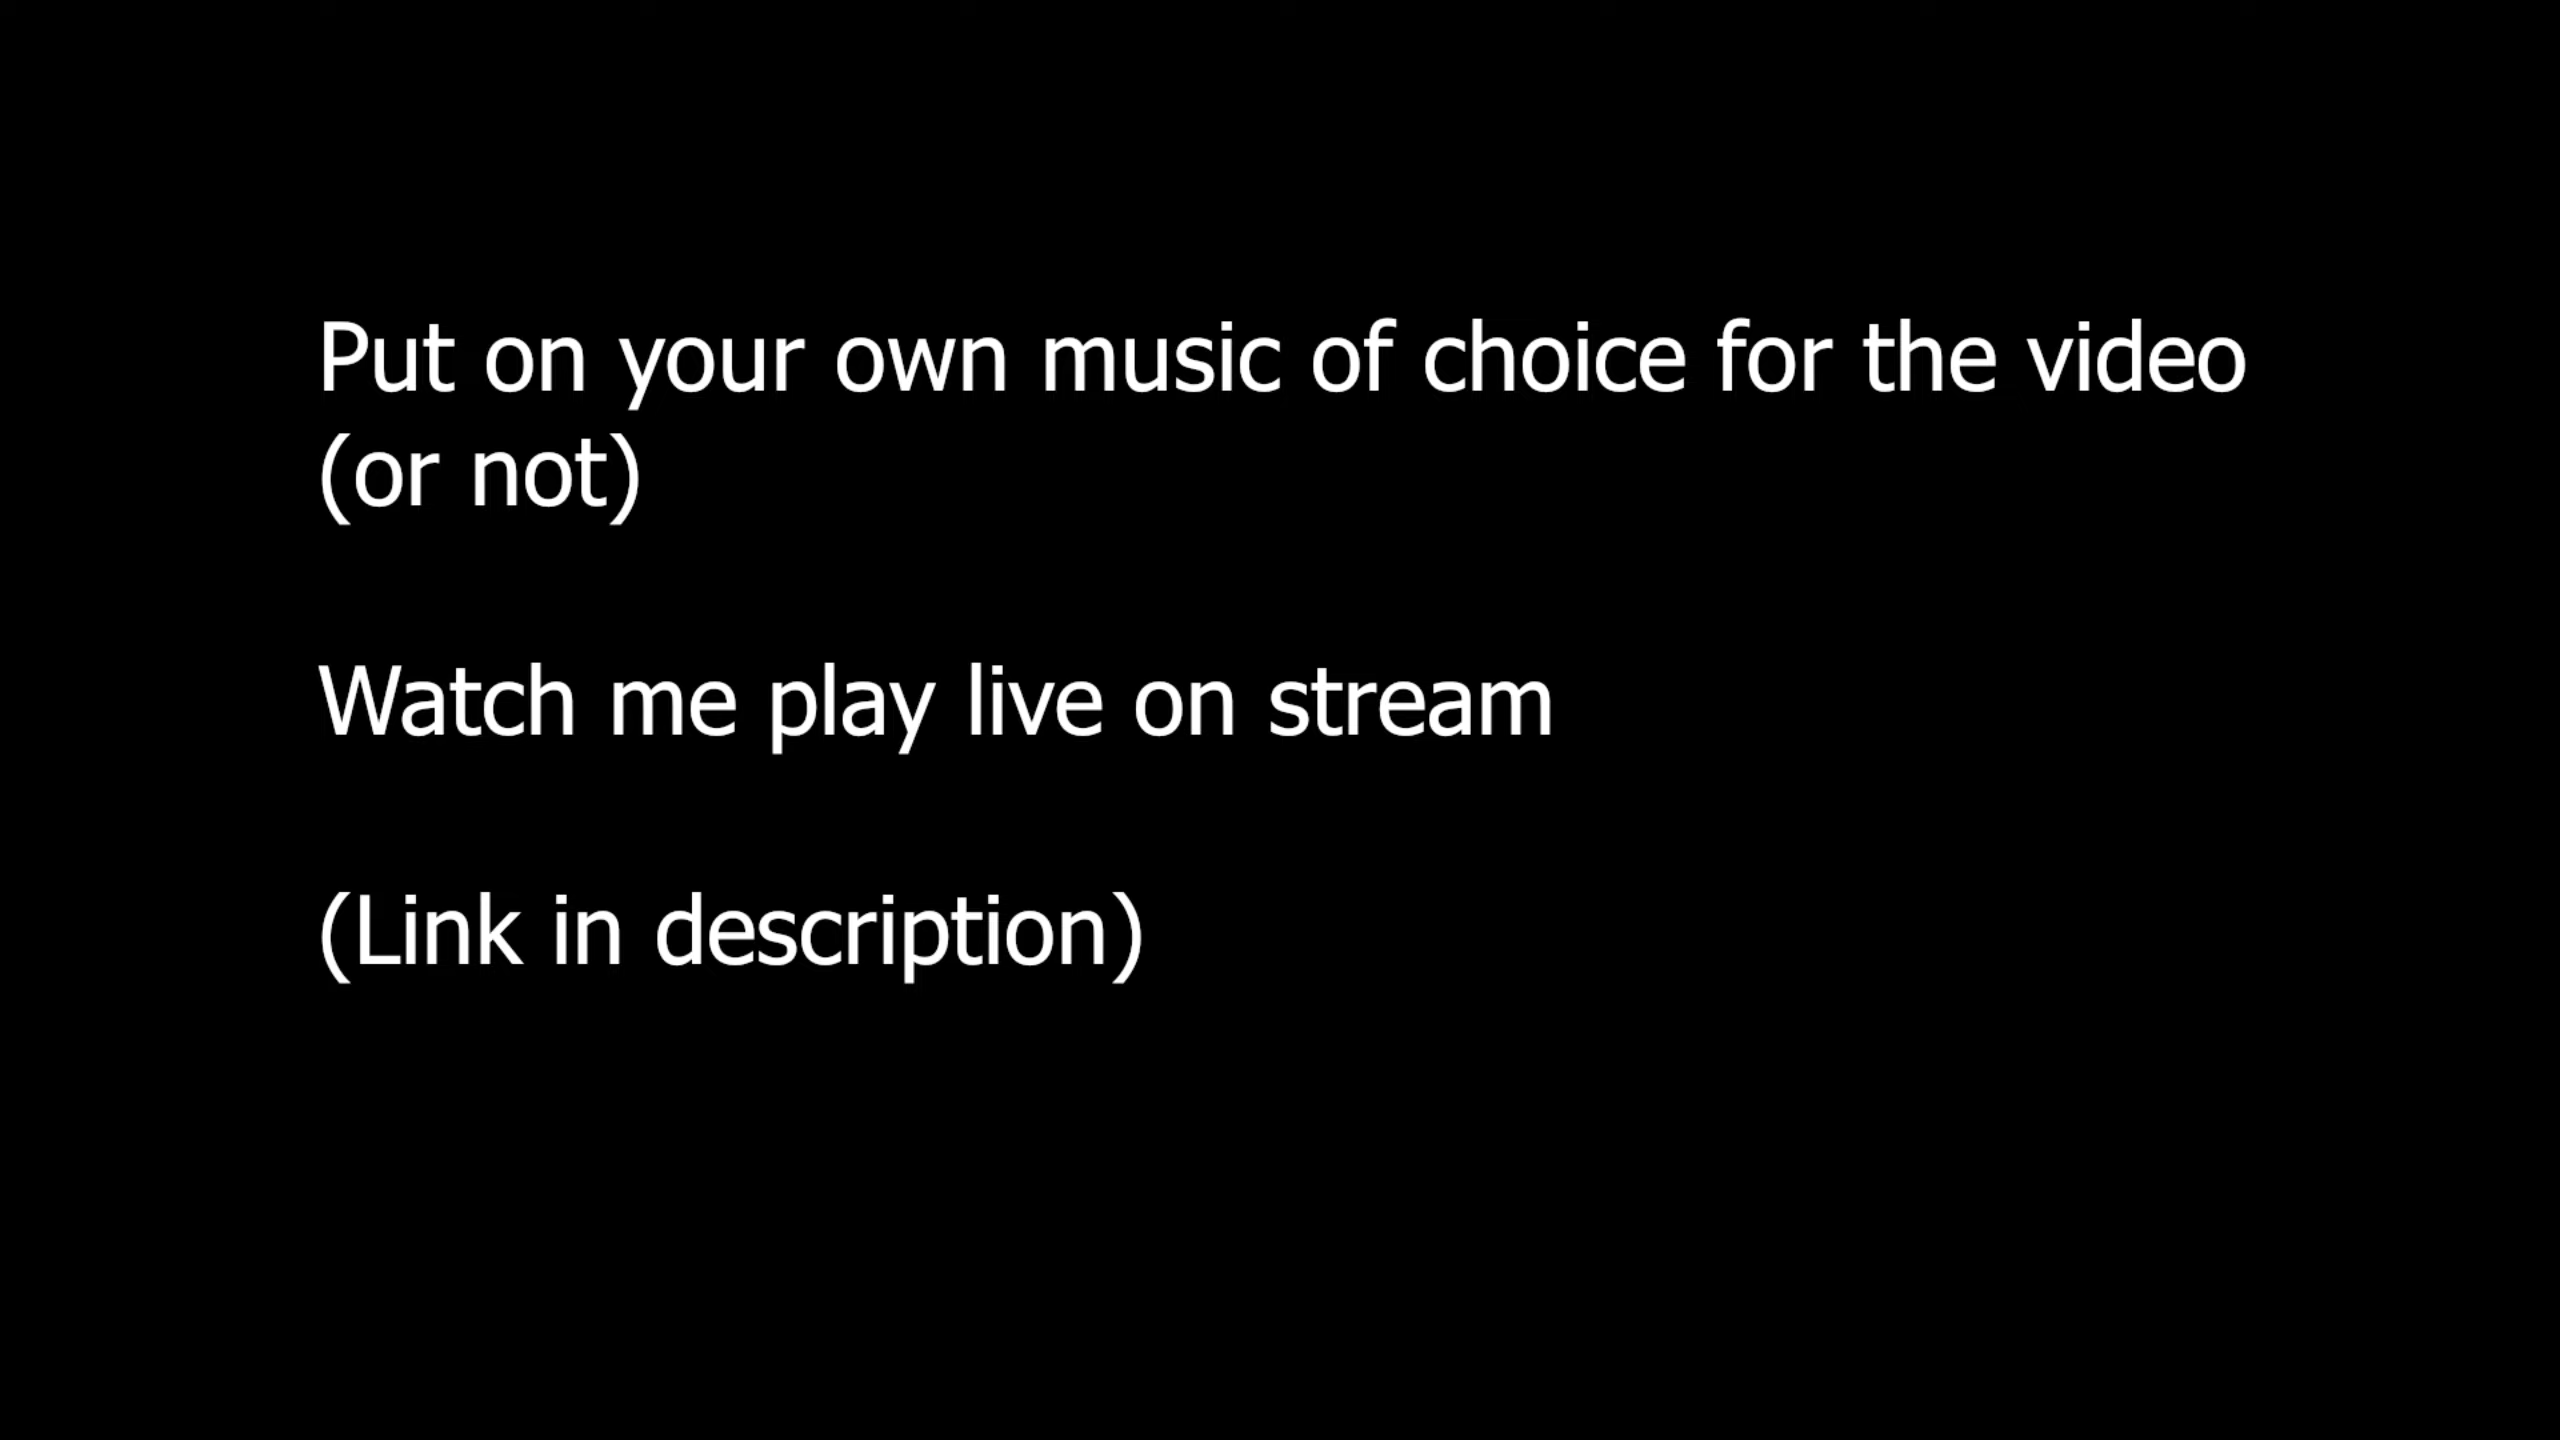 Put on your own music of choice for the video
(or not)
Watch me play live on stream
(Link in description)